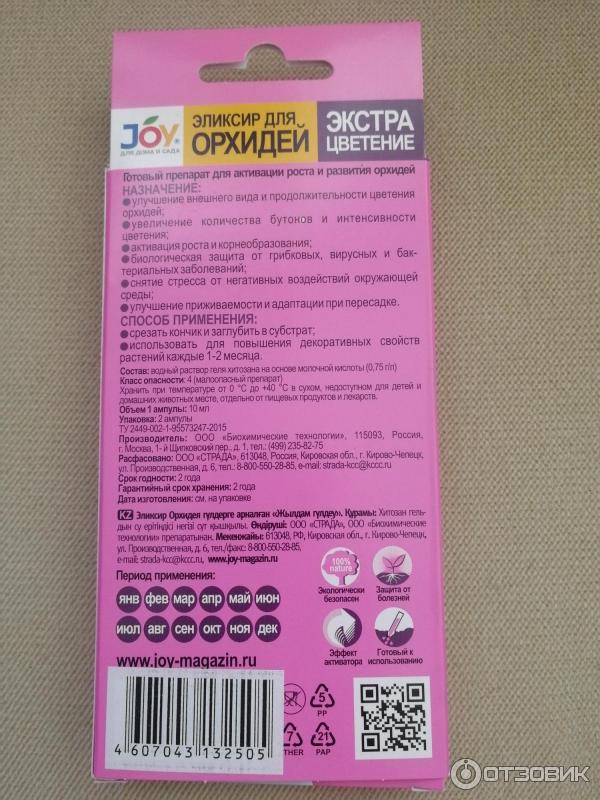 JOY
ДЛЯ ДОМА И САДА
ЭЛИКСИР ДЛЯ
ОРХИДЕЙ
ЭКСТРА
ЦВЕТЕНИЕ
Готовый препарат для активации роста и развития орхидей
НАЗНАЧЕНИЕ:
●улучшение внешнего вида и продолжительности цветения
орхидей;
●увеличение количества бутонов и интенсивности
цветения;
●активация роста и корнеобразования;
●биологическая защита от грибковых, вирусных и бак-
териальных заболеваний;
●снятие стресса от негативных воздействий окружающей
среды;
●улучшение приживаемости и адаптации при пересадке.
СПОСОБ ПРИМЕНЕНИЯ:
●срезать кончик и заглубить в субстрат;
●использовать для повышения декоративных свойств
растений каждые 1-2 месяца.
Состав: водный раствор геля хитозана на основе молочной кислоты (0,75 г/л)
Класс опасности: 4 (малоопасный препарат)
Хранить при температуре от 0 °С до +40 °С в сухом, недоступном для детей и
домашних животных месте, отдельно от пищевых продуктов и лекарств.
Объем 1 ампулы: 10 мл
Упаковка: 2 ампулы
ТУ 2449-002-1-95573247-2015
Производитель: ООО «Биохимические технологии», 115093, Россия,
г. Москва, 1- й Щипковский пер., д. 1, тел.: (499) 235-82-75
Расфасовано: ООО «СТРАДА», 613048, Россия, Кировская обл., г. Кирово-Чепецк,
ул. Производственная, д. 6, тел.: 8-800-550-28-85, e-mail: strada-kcc@kccc.ru
Срок годности: 2 года
Гарантийный срок хранения: 2 года
Дата изготовления: см. на упаковке
KZ Эликсир Орхидея гүлдерге арналған «Жылдам гүлдеу». Құрамы: Хитозан гель-
дын су ерітіндісі негізі сүт қышқылы. Өндіруші: ООО «СТРАДА», ООО «Биохимические
технологии» препаратынан. Мекенжайы: 613048, РФ, Кировская обл., г. Кирово-Чепецк,
ул. Производственная, д. 6, тел./факс: 8-800-550-28-85,
e-mail: strada-kcc@kccc.ru, www.joy-magazin.ru
Период применения:
янв фев мар апр май июн
июл авг сен окт ноя дек
www.joy-magazin.ru
100%
nature
Экологически
безопасен
Защита от
болезней
Эффект
активатора
Готовый к
использованию
4 607043 132505
5
PP
7
THER
21
PAP
ОТЗОВИК